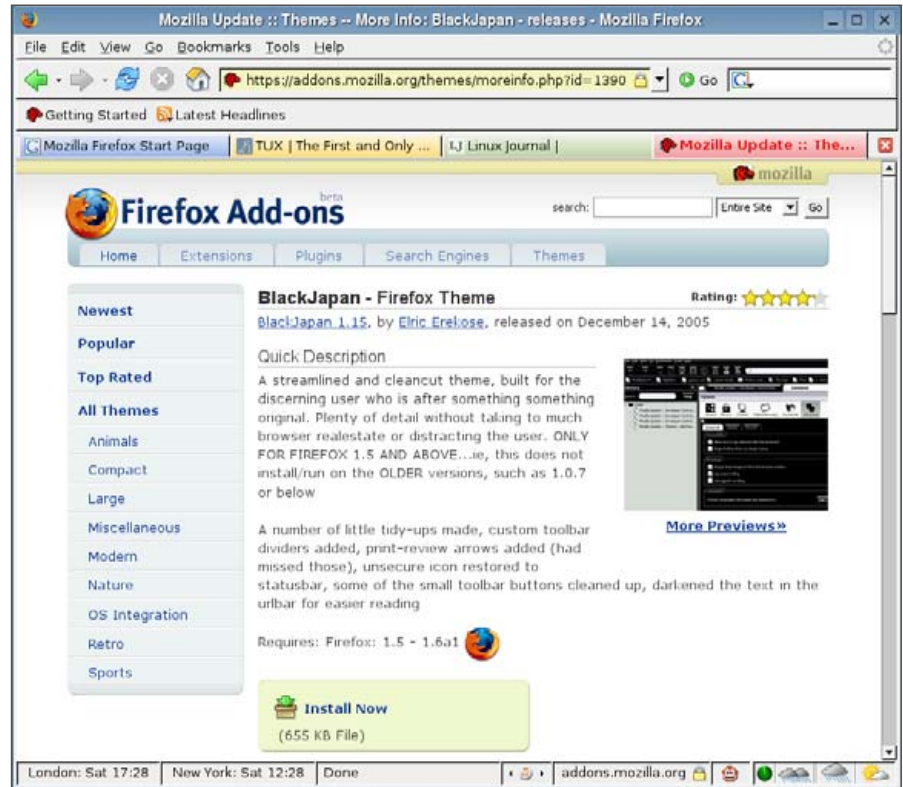 Mozilla Update :: Themes -- More Info: BlackJapan - releases - Mozilla Firefox
File Edit View Go Bookmarks Tools Help
https://addons.mozilla.org/themes/moreinfo.php?id=1390 Go
Getting Started Latest Headlines
Mozilla Firefox Start Page TUX | The First and Only ... LJ Linux Journal | Mozilla Update :: The...
mozilla
Firefox Add-ons beta
search: Entire Site Go
Home Extensions Plugins Search Engines Themes
Newest
Popular
Top Rated
All Themes
Animals
Compact
Large
Miscellaneous
Modern
Nature
OS Integration
Retro
Sports
BlackJapan - Firefox Theme Rating:
BlackJapan 1.15, by Elric Erekose, released on December 14, 2005
Quick Description
A streamlined and cleancut theme, built for the
discerning user who is after something something
original. Plenty of detail without taking to much
browser realestate or distracting the user. ONLY
FOR FIREFOX 1.5 AND ABOVE...ie, this does not
install/run on the OLDER versions, such as 1.0.7
or below
More Previews»
A number of little tidy-ups made, custom toolbar
dividers added, print-review arrows added (had
missed those), unsecure icon restored to
statusbar, some of the small toolbar buttons cleaned up, darkened the text in the
urlbar for easier reading
Requires: Firefox: 1.5 - 1.6a1
Install Now
(655 KB File)
London: Sat 17:28 New York: Sat 12:28 Done addons.mozilla.org